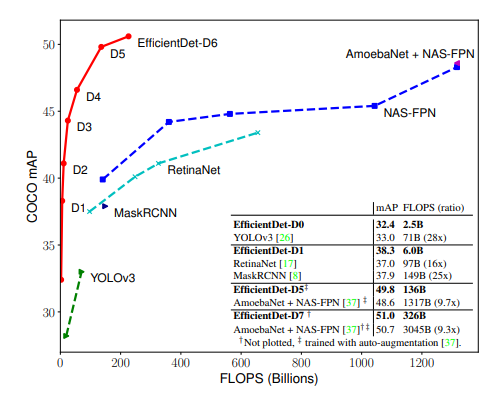 50
45
40
35
30
COCO mAP
0
200
400
600
800
1000
1200
FLOPS (Billions)
EfficientDet-D6
D5
D4
D3
D2
D1
AmoebaNet + NAS-FPN
NAS-FPN
RetinaNet
MaskRCNN
YOLOv3
mAP FLOPS (ratio)
EfficientDet-D0 32.4 2.5B
YOLOv3 [26] 33.0 71B (28x)
EfficientDet-D1 38.3 6.0B
RetinaNet [17] 37.0 97B (16x)
MaskRCNN [8] 37.9 149B (25x)
EfficientDet-D5‡ 49.8 136B
AmoebaNet + NAS-FPN [37] ‡ 48.6 1317B (9.7x)
EfficientDet-D7 † 51.0 326B
AmoebaNet + NAS-FPN [37]†‡ 50.7 3045B (9.3x)
†Not plotted, ‡ trained with auto-augmentation [37].